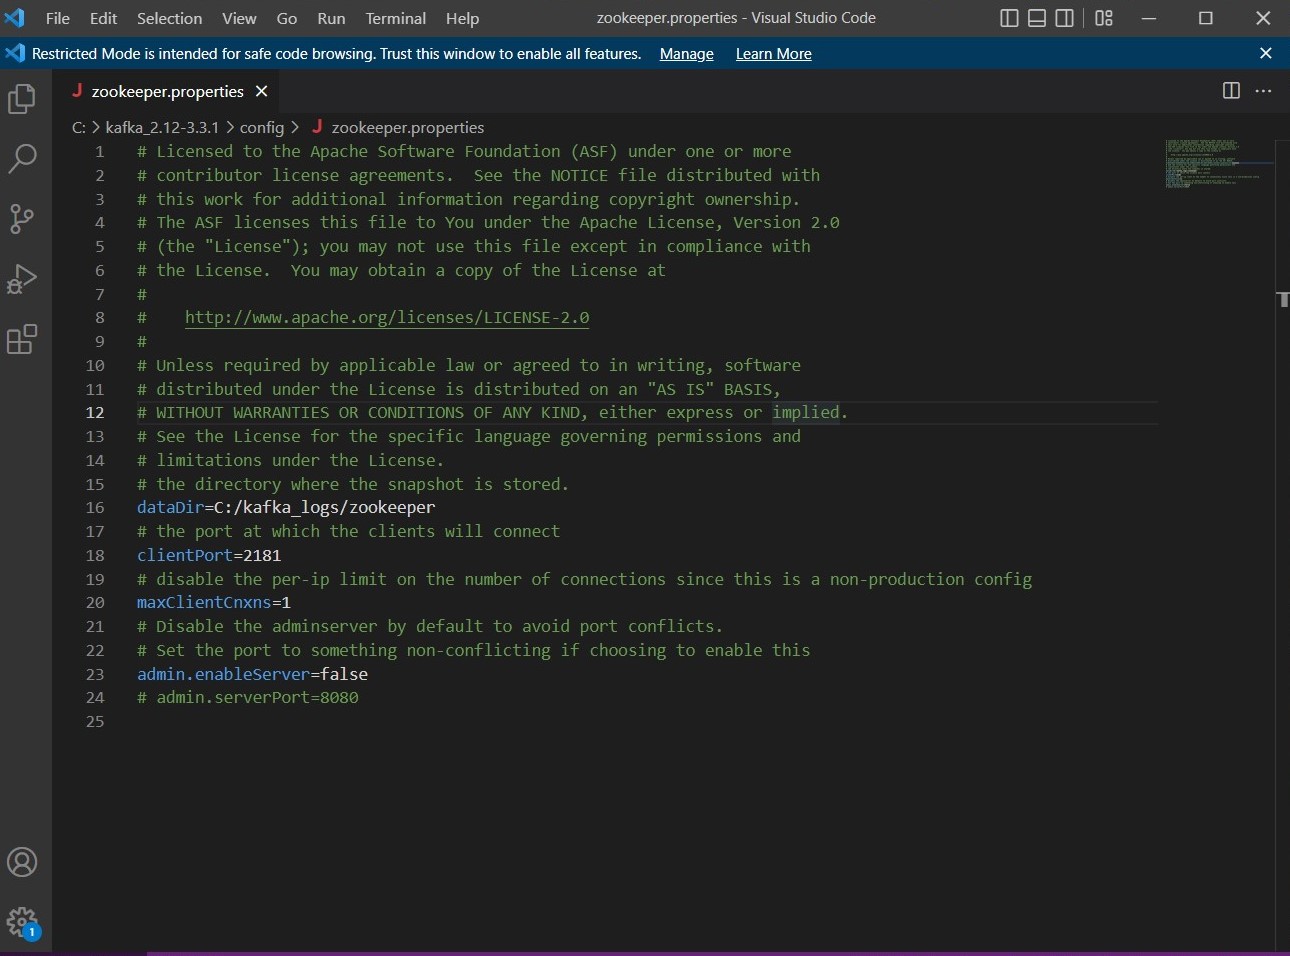 File Edit Selection View Go Run Terminal Help zookeeper.properties - Visual Studio Code
Restricted Mode is intended for safe code browsing. Trust this window to enable all features. Manage Learn More
J zookeeper.properties
C: > kafka_2.12-3.3.1 > config > J zookeeper.properties
1 # Licensed to the Apache Software Foundation (ASF) under one or more
2 # contributor license agreements.  See the NOTICE file distributed with
3 # this work for additional information regarding copyright ownership.
4 # The ASF licenses this file to You under the Apache License, Version 2.0
5 # (the "License"); you may not use this file except in compliance with
6 # the License.  You may obtain a copy of the License at
7 #
8 #    http://www.apache.org/licenses/LICENSE-2.0
9 #
10 # Unless required by applicable law or agreed to in writing, software
11 # distributed under the License is distributed on an "AS IS" BASIS,
12 # WITHOUT WARRANTIES OR CONDITIONS OF ANY KIND, either express or implied.
13 # See the License for the specific language governing permissions and
14 # limitations under the License.
15 # the directory where the snapshot is stored.
16 dataDir=C:/kafka_logs/zookeeper
17 # the port at which the clients will connect
18 clientPort=2181
19 # disable the per-ip limit on the number of connections since this is a non-production config
20 maxClientCnxns=1
21 # Disable the adminserver by default to avoid port conflicts.
22 # Set the port to something non-conflicting if choosing to enable this
23 admin.enableServer=false
24 # admin.serverPort=8080
25
1